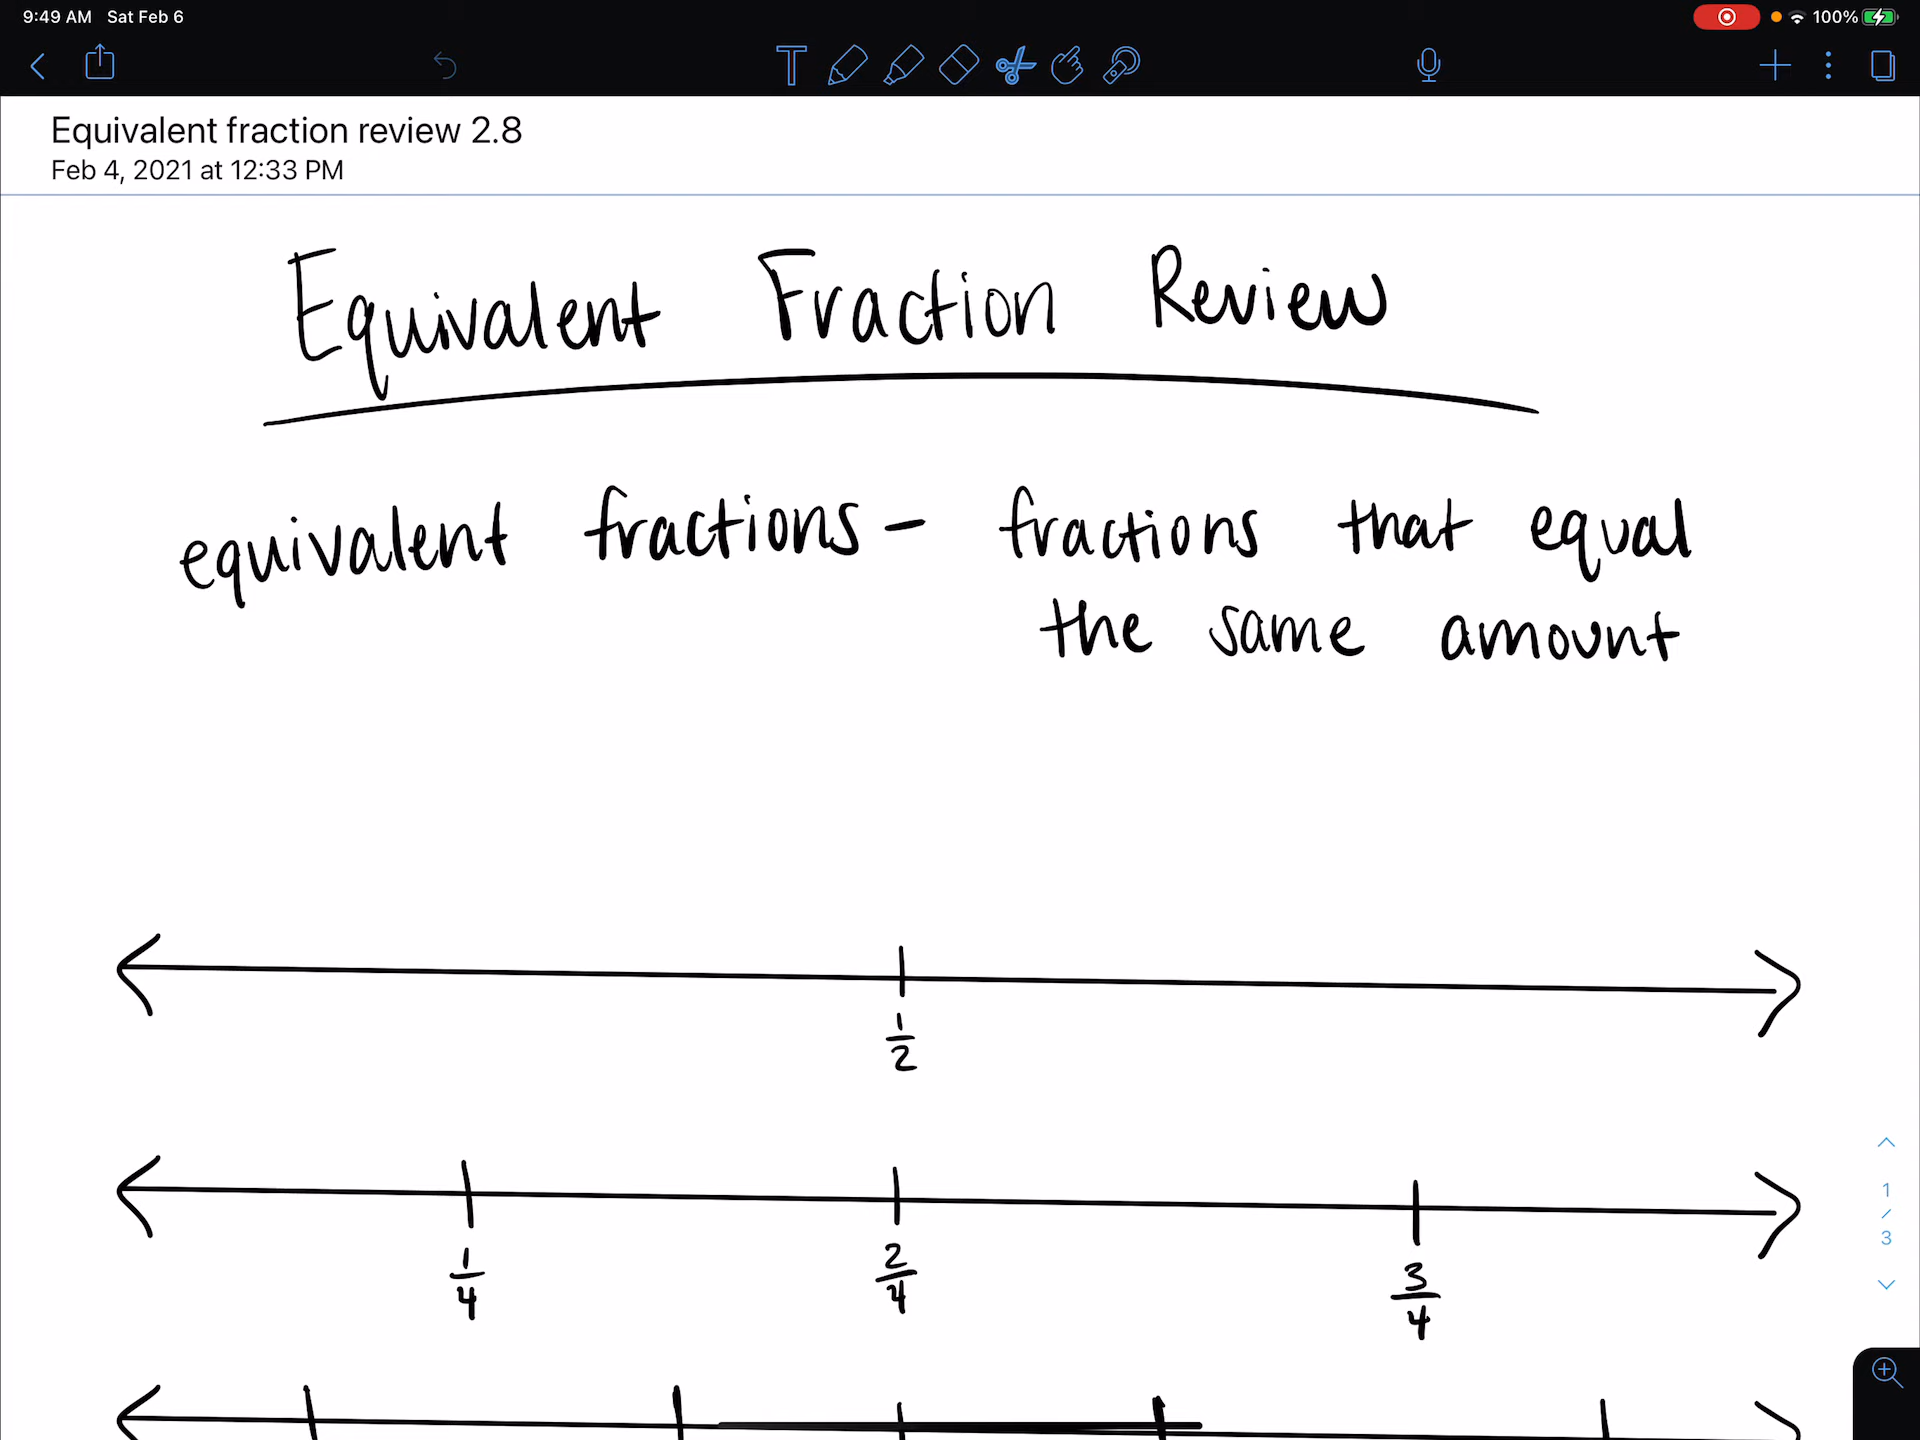 9:49 AM Sat Feb 6
100%
Equivalent fraction review 2.8
Feb 4, 2021 at 12:33 PM
Equivalent Fraction Review
equivalent fractions – fractions that equal
the same amount
1/2
1/4 2/4 3/4
1
/
3